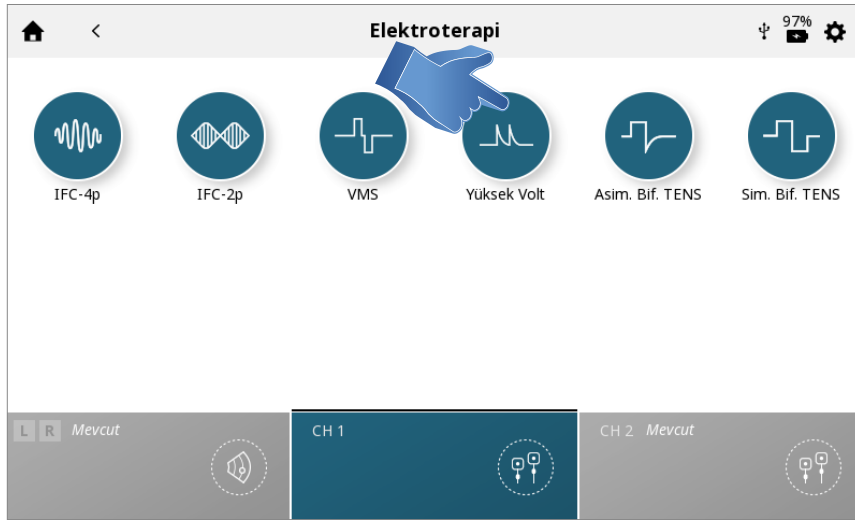 Elektroterapi
97%
IFC-4p
IFC-2p
VMS
Yüksek Volt
Asim. Bif. TENS
Sim. Bif. TENS
L R Mevcut
CH 1
CH 2 Mevcut